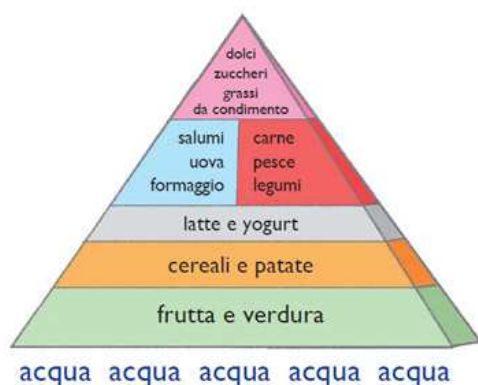 dolci
zuccheri
grassi
da condimento
salumi
uova
formaggio
carne
pesce
legumi
latte e yogurt
cereali e patate
frutta e verdura
acqua acqua acqua acqua acqua